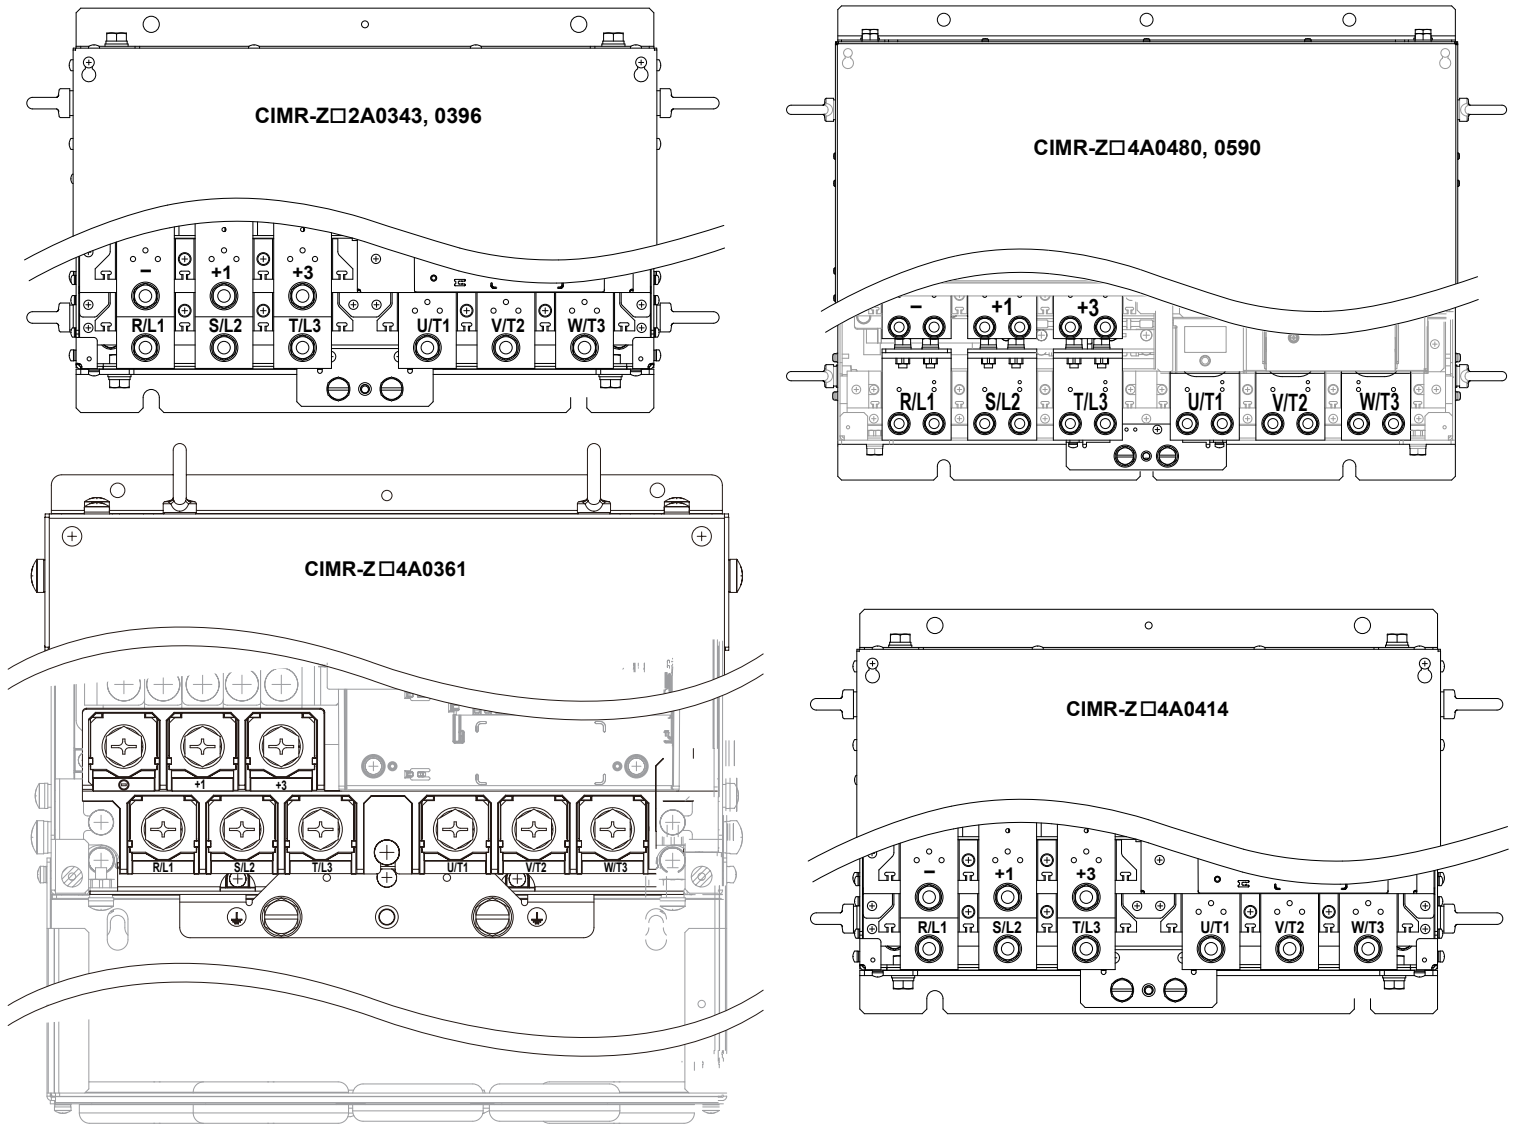 CIMR-Z□2A0343, 0396
– +1 +3
R/L1 S/L2 T/L3 U/T1 V/T2 W/T3
CIMR-Z□4A0480, 0590
– +1 +3
R/L1 S/L2 T/L3 U/T1 V/T2 W/T3
CIMR-Z□4A0361
⊖ +1 +3
R/L1 S/L2 T/L3 U/T1 V/T2 W/T3
CIMR-Z□4A0414
– +1 +3
R/L1 S/L2 T/L3 U/T1 V/T2 W/T3